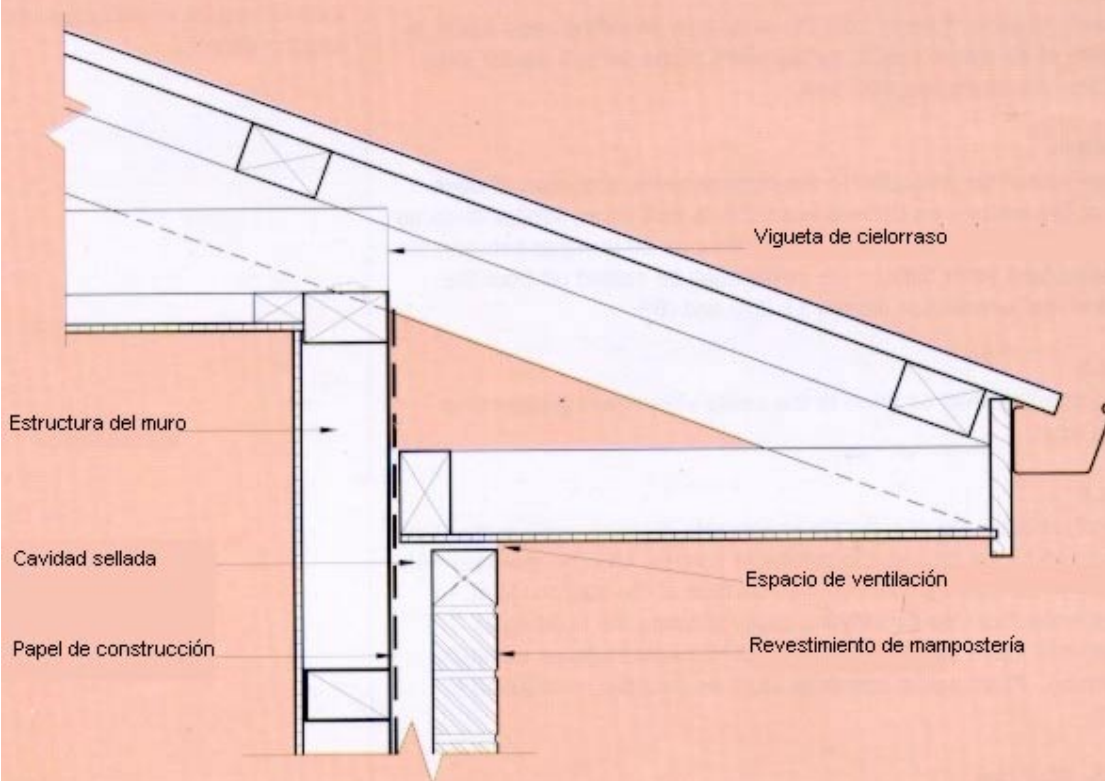 Vigueta de cielorraso
Estructura del muro
Cavidad sellada
Espacio de ventilación
Papel de construcción
Revestimiento de mampostería